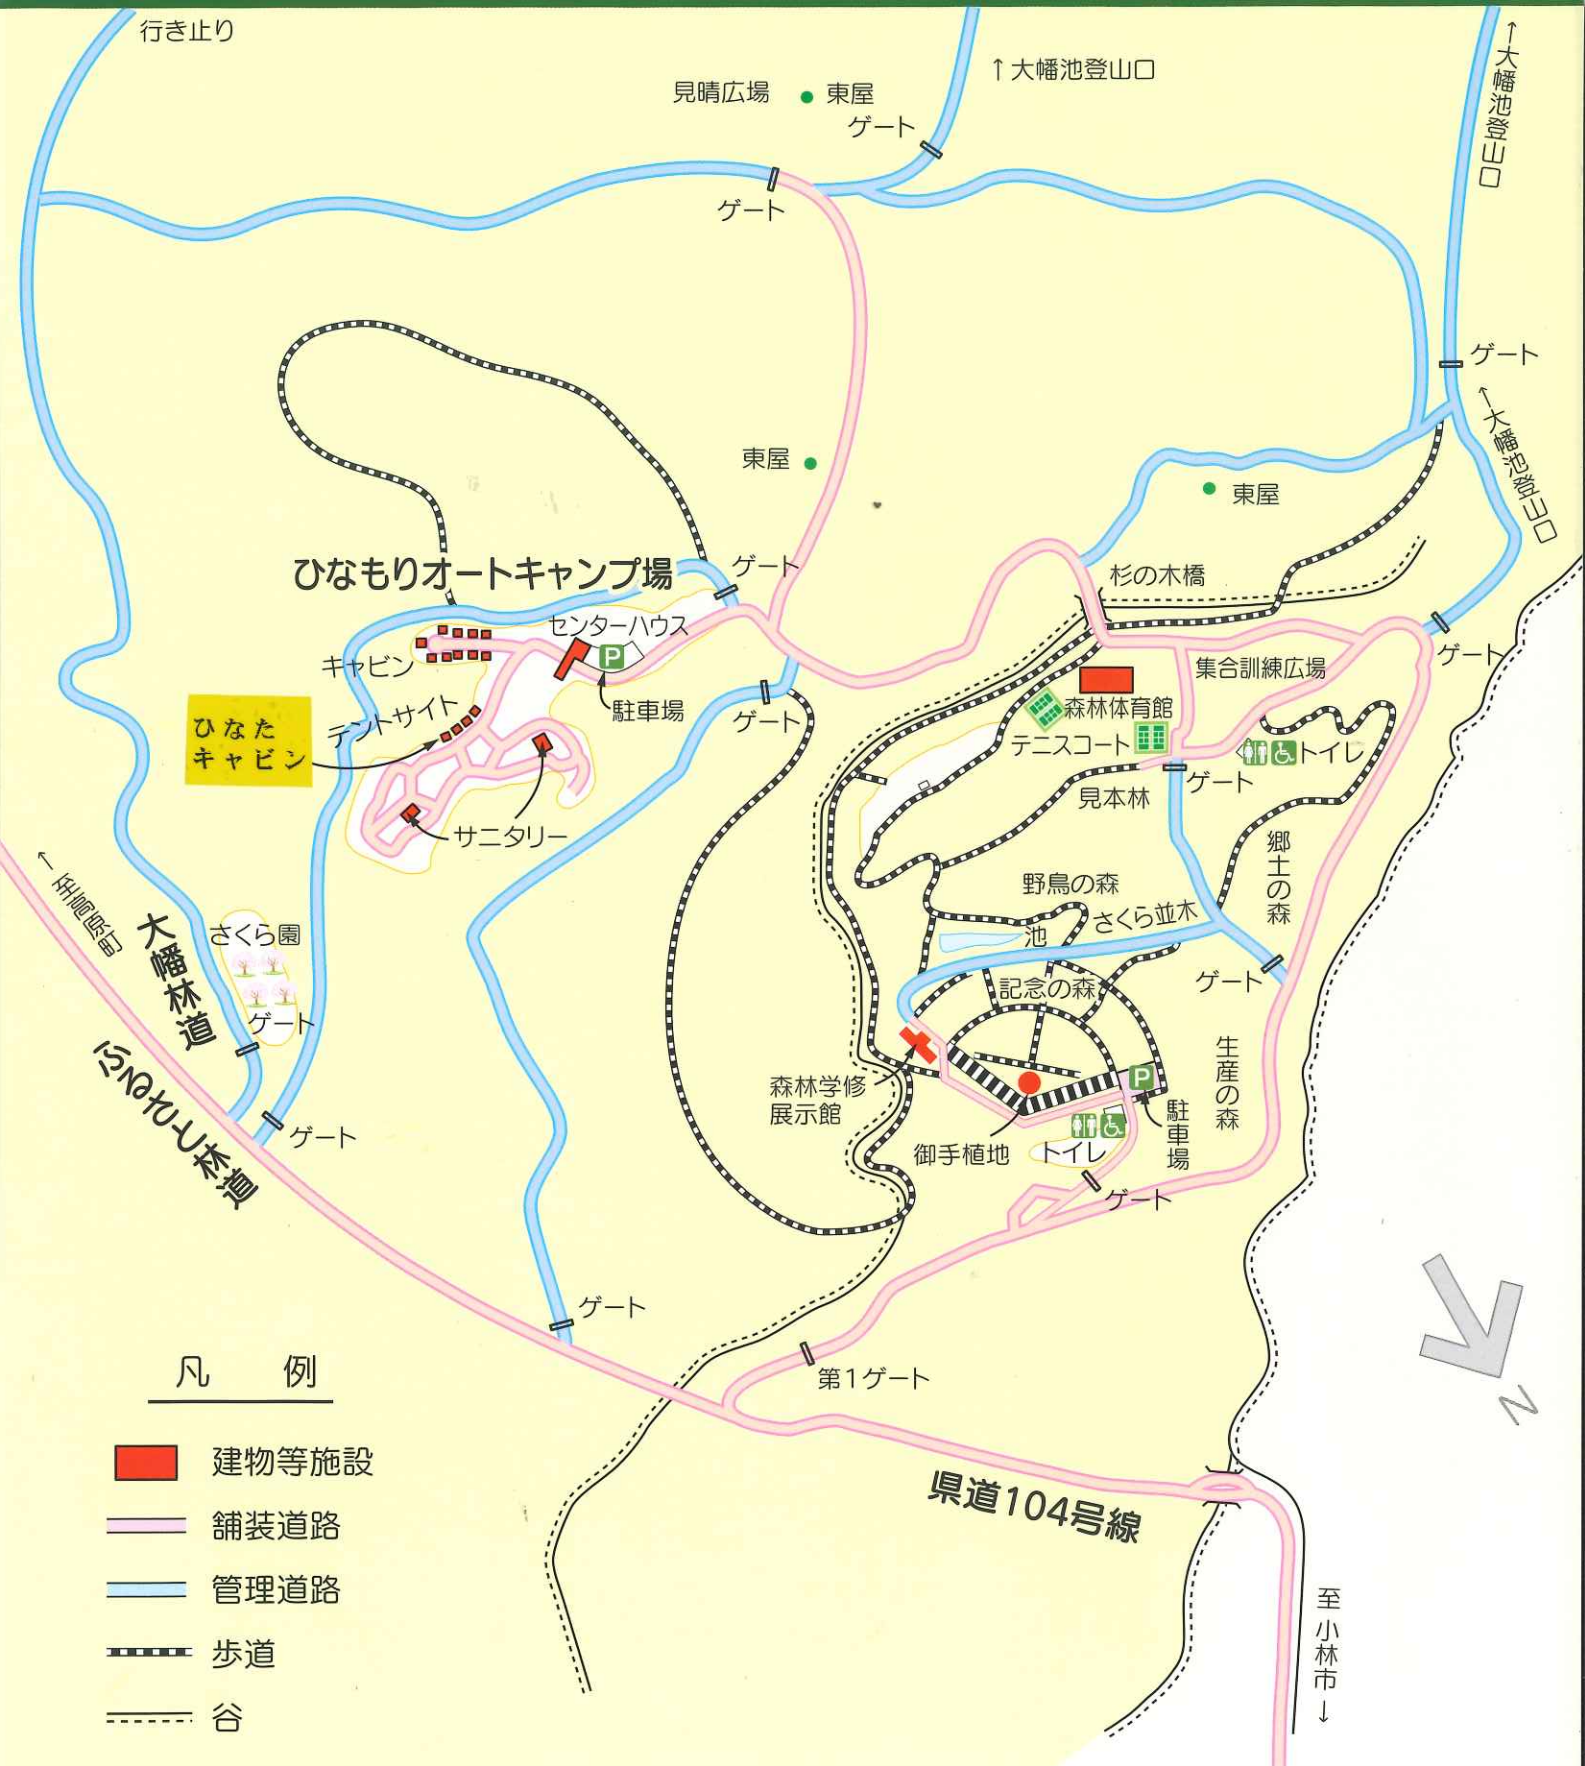 行き止り
↑大幡池登山口
←大幡池登山口
見晴広場
東屋
ゲート
ゲート
ゲート
←大幡池登山口
東屋
東屋
ひなもりオートキャンプ場
ゲート
杉の木橋
センターハウス
P
駐車場
キャビン
テントサイト
ひなた
キャビン
サニタリー
ゲート
集合訓練広場
ゲート
森林体育館
テニスコート
トイレ
ゲート
見本林
郷土の森
野鳥の森
さくら並木
池
記念の森
ゲート
←至高原町
大幡林道
さくら園
ゲート
ふるさと林道
ゲート
森林学修
展示館
御手植地
P
駐車場
トイレ
生産の森
ゲート
ゲート
第1ゲート
N
県道104号線
至 小林市→
凡 例
建物等施設
舗装道路
管理道路
歩道
谷